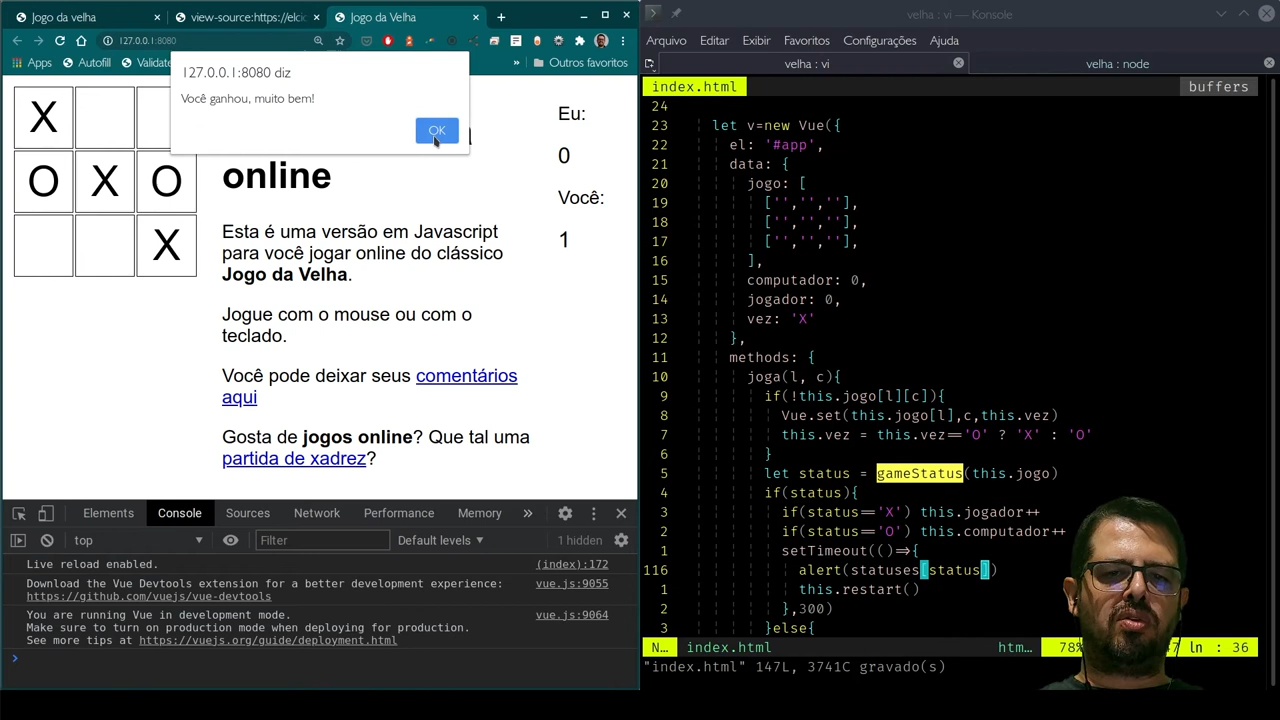 Jogo da velha
view-source:https://elci
Jogo da Velha
127.0.0.1:8080
Apps
Autofill
Valida
Outros favoritos
127.0.0.1:8080 diz
Você ganhou, muito bem!
OK
X
O X O
X
online
Esta é uma versão em Javascript
para você jogar online do clássico
Jogo da Velha.
Jogue com o mouse ou com o
teclado.
Você pode deixar seus comentários
aqui
Gosta de jogos online? Que tal uma
partida de xadrez?
Eu:
0
Você:
1
Elements Console Sources Network Performance Memory
top Filter Default levels 1 hidden
Live reload enabled. (index):172
Download the Vue Devtools extension for a better development experience: vue.js:9055
https://github.com/vuejs/vue-devtools
You are running Vue in development mode. vue.js:9064
Make sure to turn on production mode when deploying for production.
See more tips at https://vuejs.org/guide/deployment.html
velha : vi — Konsole
Arquivo Editar Exibir Favoritos Configurações Ajuda
velha : vi
velha : node
index.html buffers
24
23 let v=new Vue({
22 el: '#app',
21 data: {
20 jogo: [
19 ['','',''],
18 ['','',''],
17 ['','',''],
16 ],
15 computador: 0,
14 jogador: 0,
13 vez: 'X'
12 },
11 methods: {
10 joga(l, c){
9 if(!this.jogo[l][c]){
8 Vue.set(this.jogo[l],c,this.vez)
7 this.vez = this.vez=='O' ? 'X' : 'O'
6 }
5 let status = gameStatus(this.jogo)
4 if(status){
3 if(status=='X') this.jogador++
2 if(status=='O') this.computador++
1 setTimeout(()=>{
116 alert(statuses[status])
1 this.restart()
2 },300)
3 }else{
N… index.html htm… 78% ln : 36
"index.html" 147L, 3741C gravado(s)